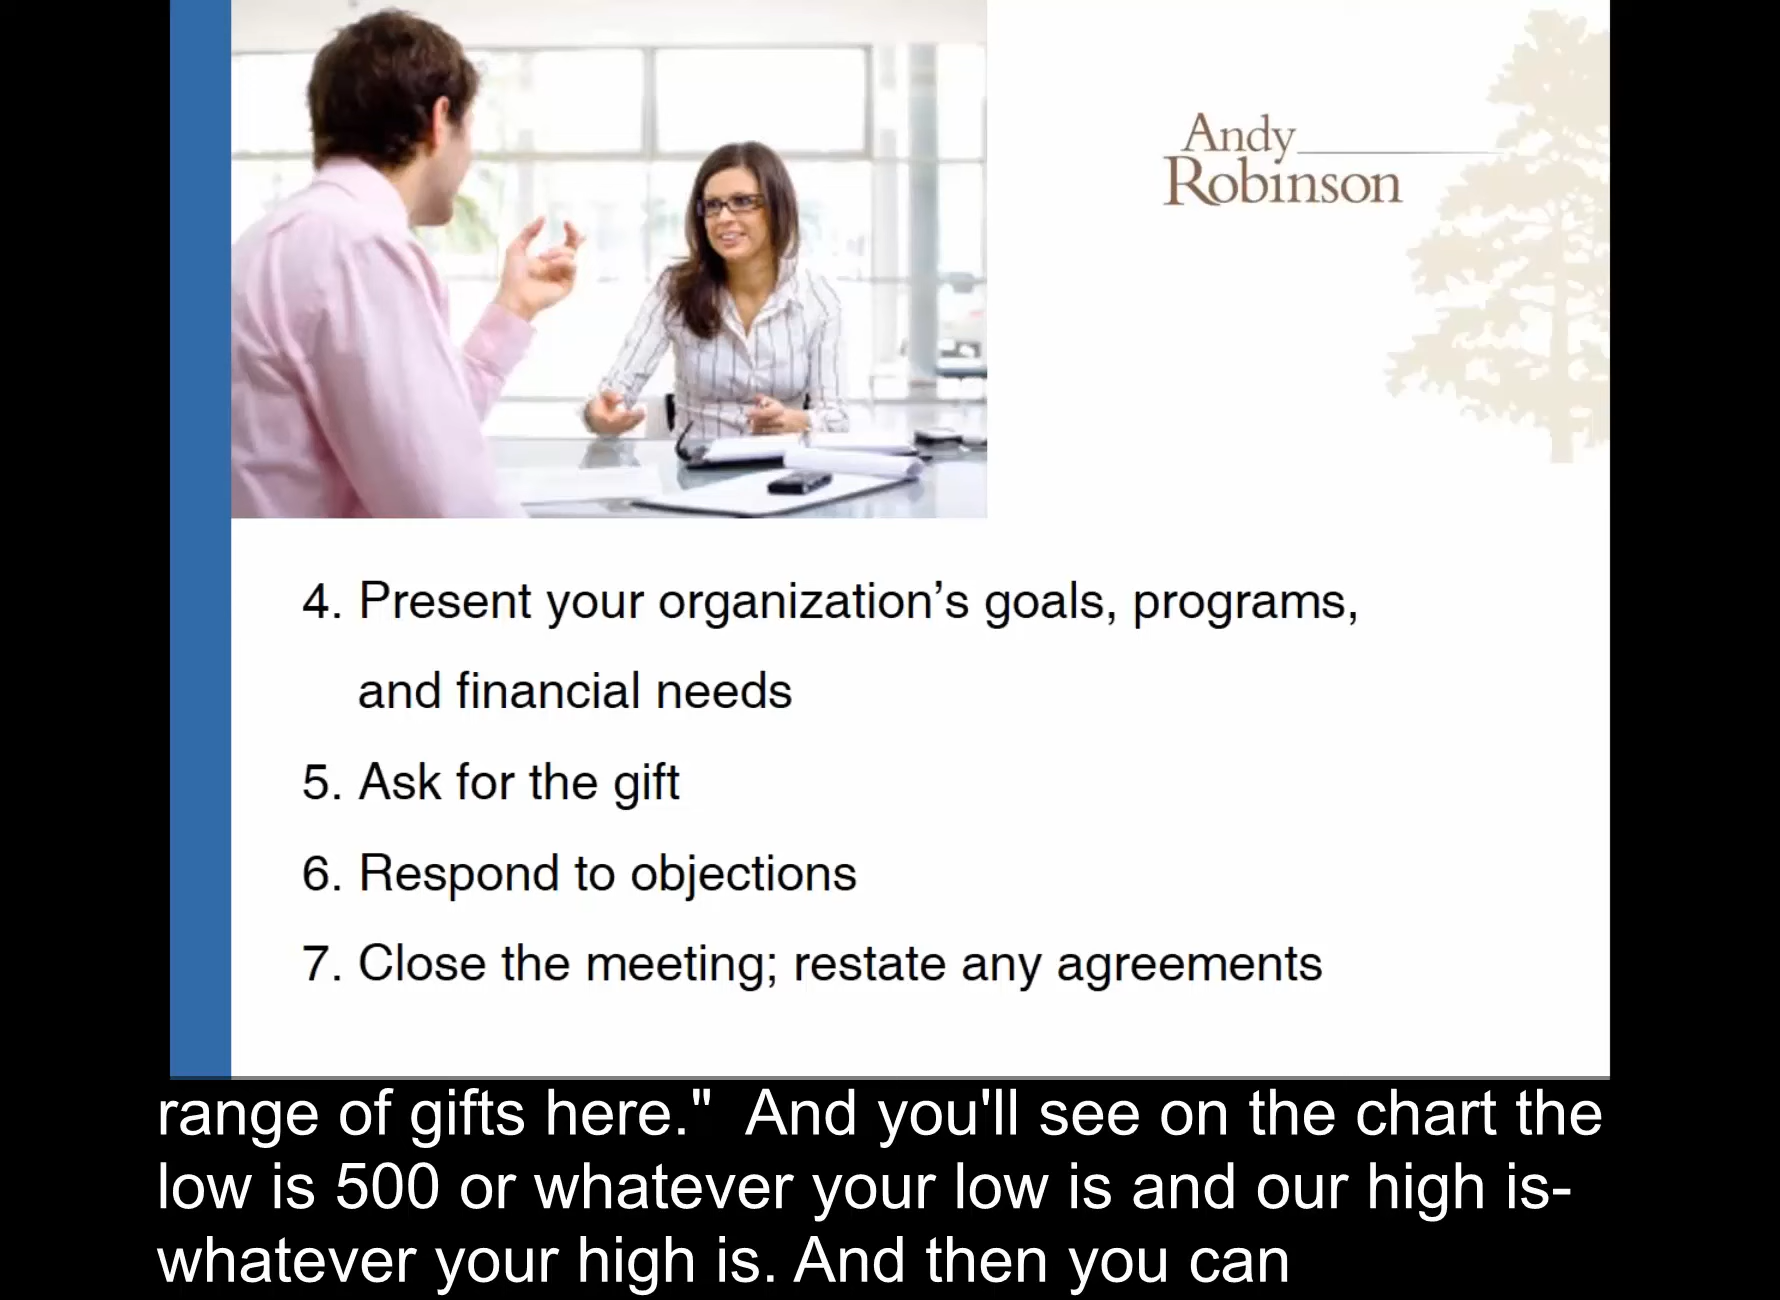 Andy
Robinson
4. Present your organization’s goals, programs,
and financial needs
5. Ask for the gift
6. Respond to objections
7. Close the meeting; restate any agreements
range of gifts here."  And you'll see on the chart the
low is 500 or whatever your low is and our high is-
whatever your high is. And then you can